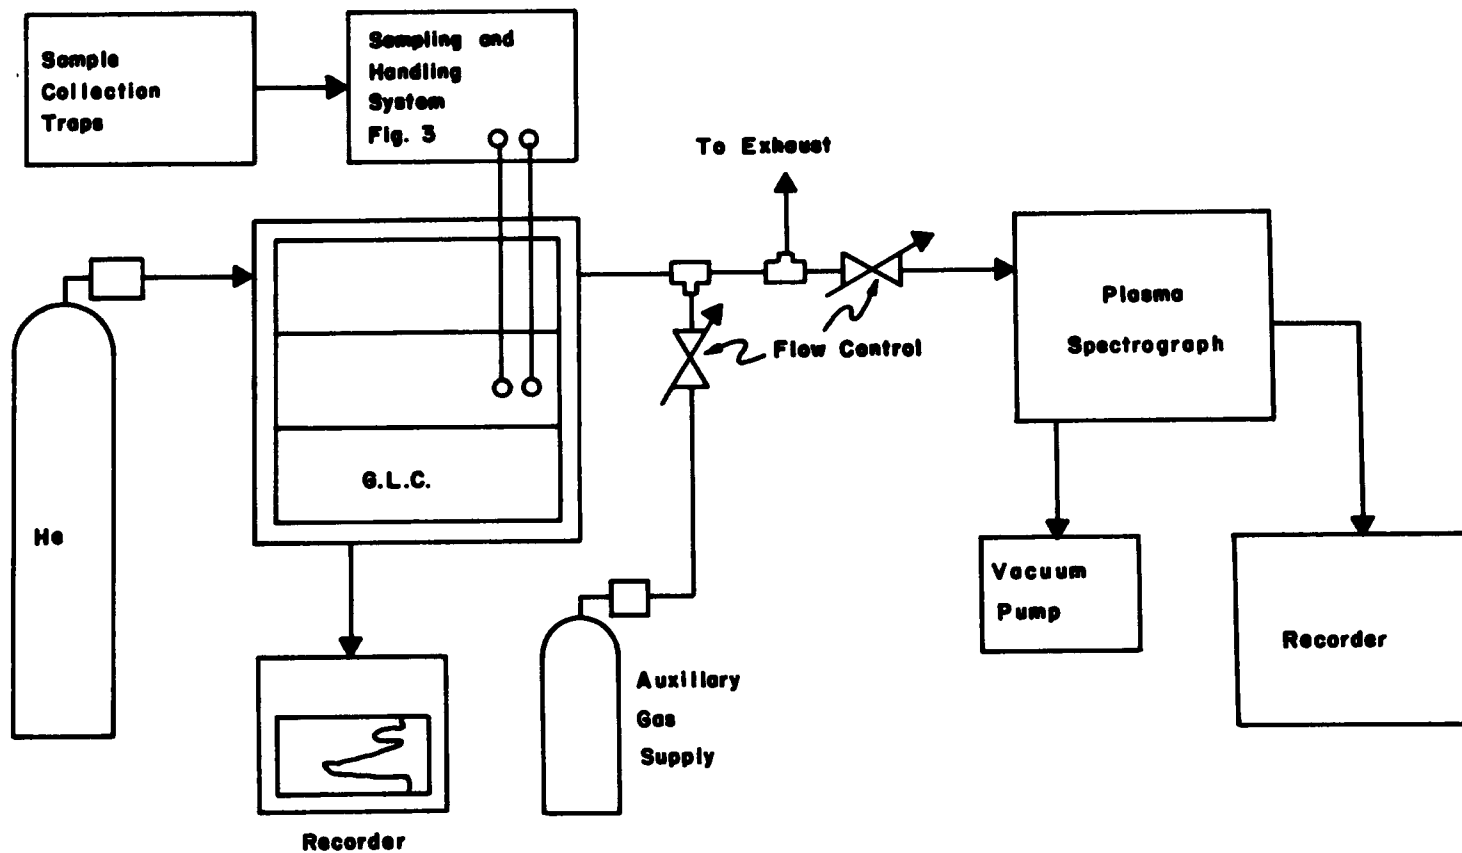 Sample
Collection
Traps
Sampling and
Handling
System
Fig. 3
To Exhaust
Plasma
Spectrograph
Flow Control
G.L.C.
He
Vacuum
Pump
Recorder
Auxiliary
Gas
Supply
Recorder